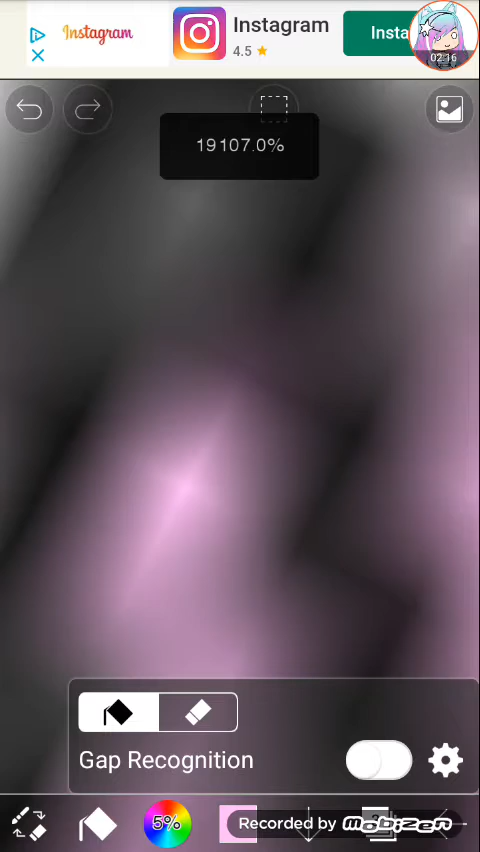 Instagram
Instagram
4.5
Insta
02:16
19107.0%
Gap Recognition
5%
Recorded by MOBIZEN